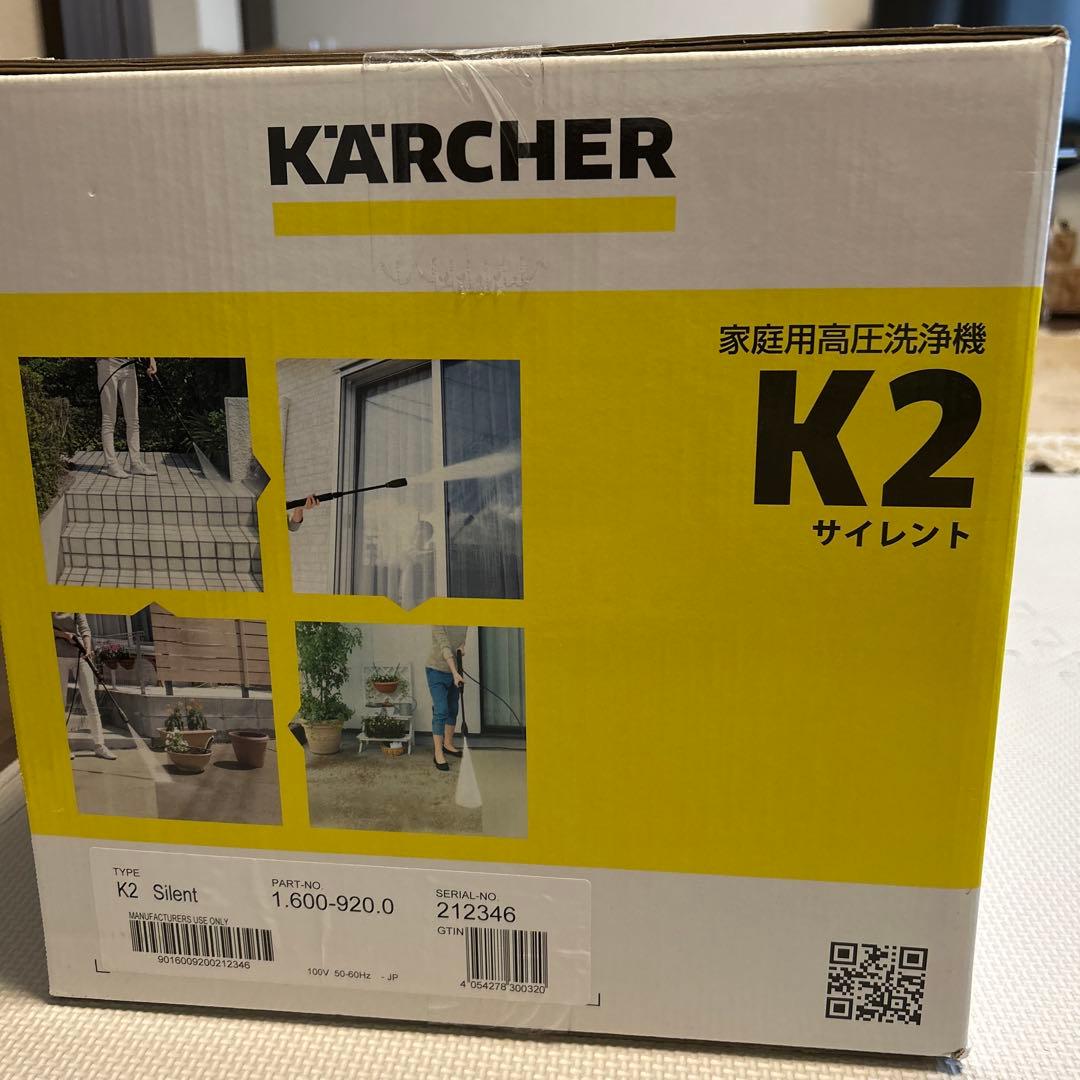 KÄRCHER
家庭用高圧洗浄機
K2
サイレント
TYPE
K2 Silent
PART-NO.
1.600-920.0
SERIAL-NO.
212346
MANUFACTURERS USE ONLY
9016009200212346
GTIN
4 054278 300320
100V 50-60Hz - JP